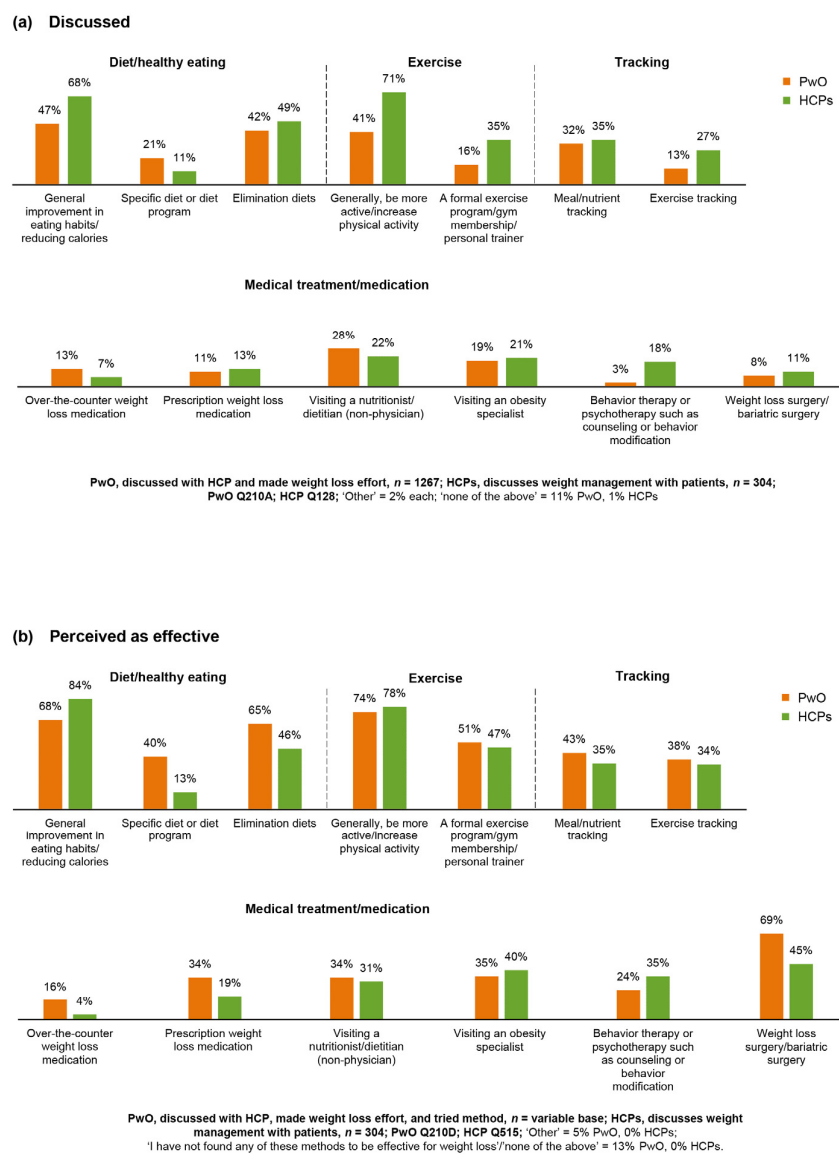 (a) Discussed
Diet/healthy eating
Exercise
Tracking
PwO
HCPs
47%
68%
21%
11%
42%
49%
41%
71%
16%
35%
32%
35%
13%
27%
General
improvement in
eating habits/
reducing calories
Specific diet or diet
program
Elimination diets
Generally, be more
active/increase
physical activity
A formal exercise
program/gym
membership/
personal trainer
Meal/nutrient
tracking
Exercise tracking
Medical treatment/medication
13%
7%
11%
13%
28%
22%
19%
21%
3%
18%
8%
11%
Over-the-counter weight
loss medication
Prescription weight loss
medication
Visiting a nutritionist/
dietitian (non-physician)
Visiting an obesity
specialist
Behavior therapy or
psychotherapy such as
counseling or behavior
modification
Weight loss surgery/
bariatric surgery
PwO, discussed with HCP and made weight loss effort, n = 1267; HCPs, discusses weight management with patients, n = 304;
PwO Q210A; HCP Q128; ‘Other’ = 2% each; ‘none of the above’ = 11% PwO, 1% HCPs
(b) Perceived as effective
Diet/healthy eating
Exercise
Tracking
PwO
HCPs
68%
84%
40%
13%
65%
46%
74%
78%
51%
47%
43%
35%
38%
34%
General
improvement in
eating habits/
reducing calories
Specific diet or diet
program
Elimination diets
Generally, be more
active/increase
physical activity
A formal exercise
program/gym
membership/
personal trainer
Meal/nutrient
tracking
Exercise tracking
Medical treatment/medication
16%
4%
34%
19%
34%
31%
35%
40%
24%
35%
69%
45%
Over-the-counter
weight loss
medication
Prescription weight
loss medication
Visiting a
nutritionist/dietitian
(non-physician)
Visiting an obesity
specialist
Behavior therapy or
psychotherapy such
as counseling or
behavior
modification
Weight loss
surgery/bariatric
surgery
PwO, discussed with HCP, made weight loss effort, and tried method, n = variable base; HCPs, discusses weight
management with patients, n = 304; PwO Q210D; HCP Q515; ‘Other’ = 5% PwO, 0% HCPs;
‘I have not found any of these methods to be effective for weight loss’/‘none of the above’ = 13% PwO, 0% HCPs.